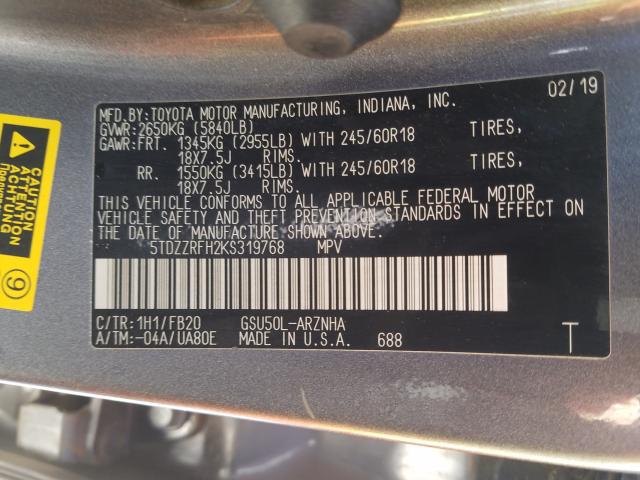 MFD.BY:TOYOTA MOTOR MANUFACTURING, INDIANA, INC. 02/19
GVWR:2650KG (5840LB)
GAWR:FRT. 1345KG (2955LB) WITH 245/60R18 TIRES,
18X7.5J RIMS.
RR. 1550KG (3415LB) WITH 245/60R18 TIRES,
18X7.5J RIMS.
THIS VEHICLE CONFORMS TO ALL APPLICABLE FEDERAL MOTOR
VEHICLE SAFETY AND THEFT PREVENTION STANDARDS IN EFFECT ON
THE DATE OF MANUFACTURE SHOWN ABOVE.
5TDZZRFH2KS319768 MPV
C/TR:1H1/FB20 GSU50L-ARZNHA
A/TM:-04A/UA80E MADE IN U.S.A. 688 T
CAUTION
ACHTUNG
ATTENTION
9